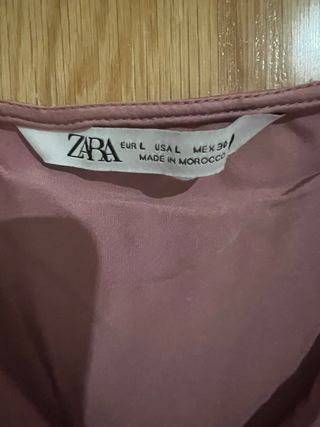 ZARA
EUR L USA L MEX 30
MADE IN MOROCCO